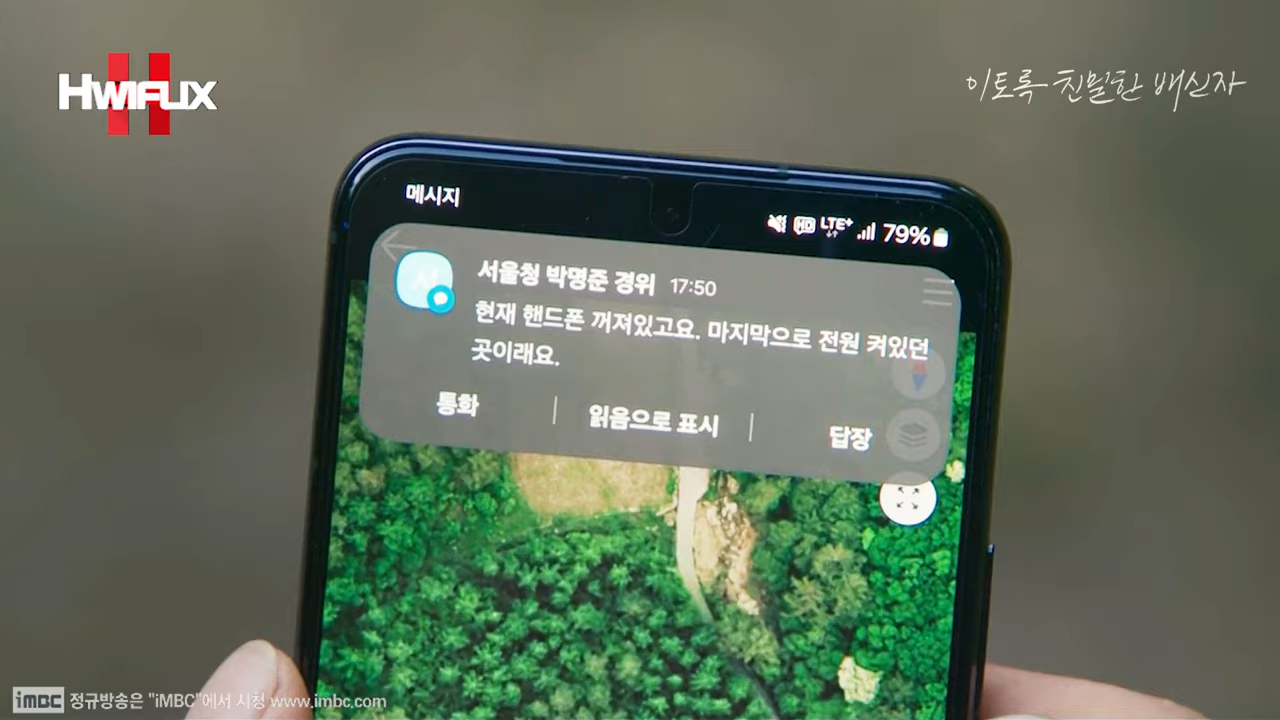 HWIFLIX
이토록 친밀한 배신자
메시지
HD LTE+ 79%
서울청 박명준 경위 17:50
현재 핸드폰 꺼져있고요. 마지막으로 전원 켜있던
곳이래요.
통화 | 읽음으로 표시 | 답장
iMBC 정규방송은 "iMBC"에서 시청 www.imbc.com